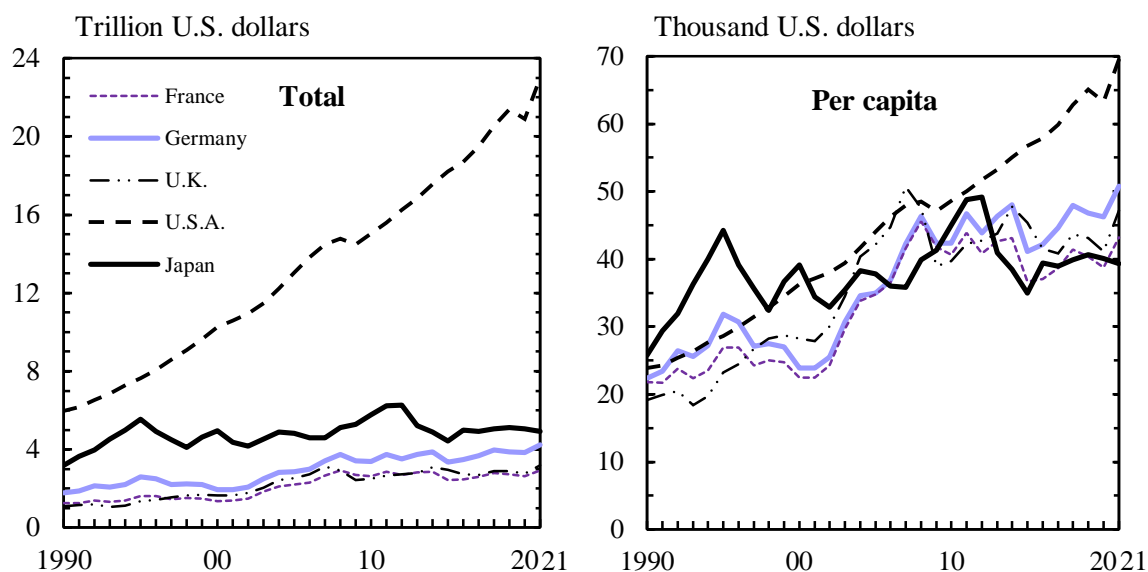 Trillion U.S. dollars
24
20
16
12
8
4
0
Total
France
Germany
U.K.
U.S.A.
Japan
1990 00 10 2021
Thousand U.S. dollars
70
60
50
40
30
20
10
0
Per capita
1990 00 10 2021